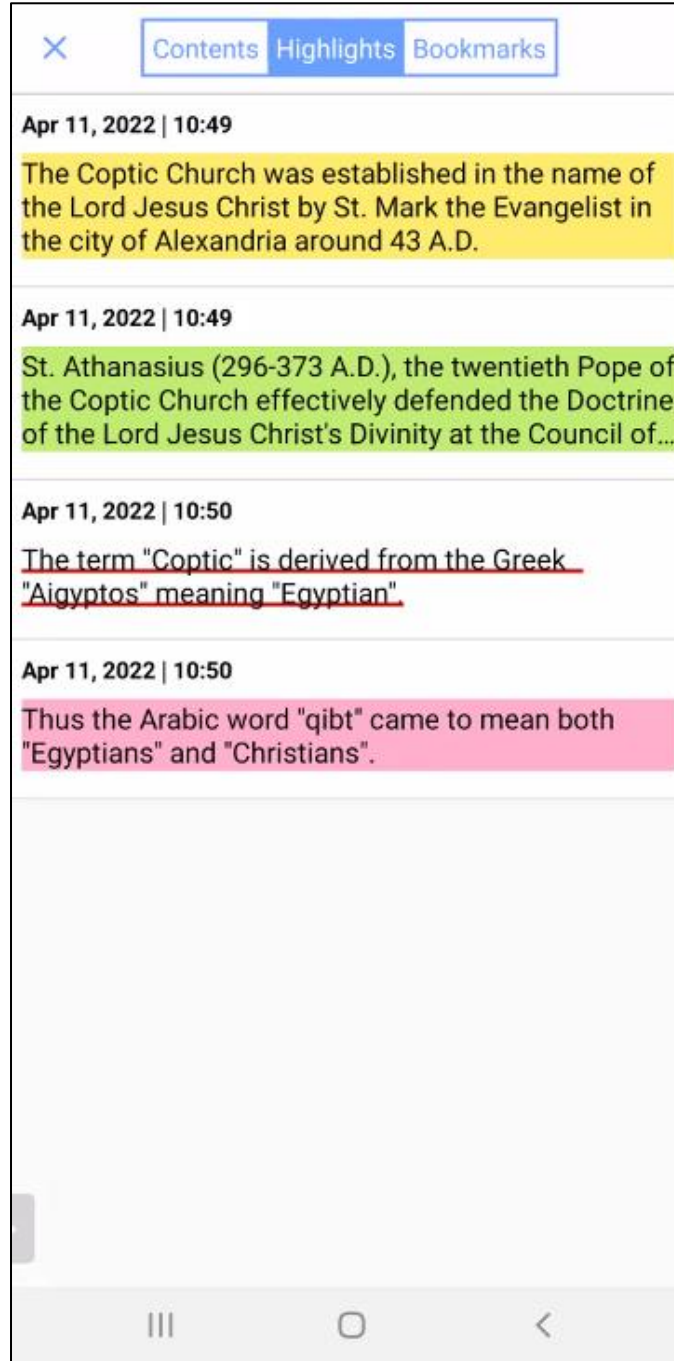 Contents Highlights Bookmarks
Apr 11, 2022 | 10:49
The Coptic Church was established in the name of
the Lord Jesus Christ by St. Mark the Evangelist in
the city of Alexandria around 43 A.D.
Apr 11, 2022 | 10:49
St. Athanasius (296-373 A.D.), the twentieth Pope of
the Coptic Church effectively defended the Doctrine
of the Lord Jesus Christ's Divinity at the Council of...
Apr 11, 2022 | 10:50
The term "Coptic" is derived from the Greek
"Aigyptos" meaning "Egyptian".
Apr 11, 2022 | 10:50
Thus the Arabic word "qibt" came to mean both
"Egyptians" and "Christians".